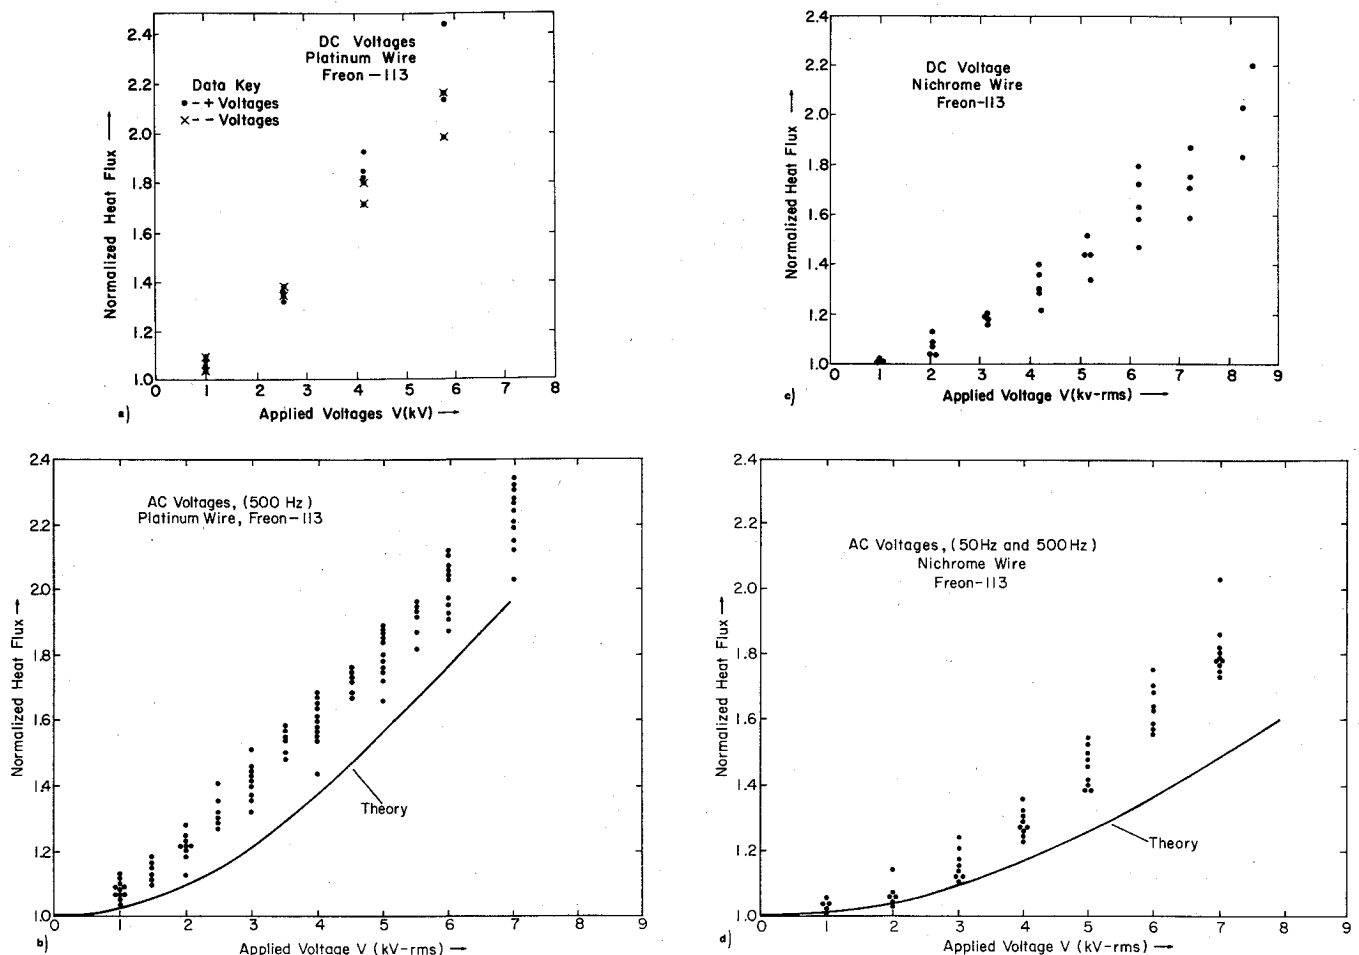 2.4
2.2
2.0
1.8
1.6
1.4
1.2
1.0
Normalized Heat Flux
DC Voltages
Platinum Wire
Freon-113
Data Key
●-+ Voltages
×-- Voltages
0 1 2 3 4 5 6 7 8
Applied Voltages V(kV)
a)
2.4
2.2
2.0
1.8
1.6
1.4
1.2
1.0
Normalized Heat Flux
DC Voltage
Nichrome Wire
Freon-113
0 1 2 3 4 5 6 7 8 9
Applied Voltage V(kv-rms)
c)
2.4
2.2
2.0
1.8
1.6
1.4
1.2
1.0
Normalized Heat Flux
AC Voltages, (500 Hz)
Platinum Wire, Freon-113
Theory
0 1 2 3 4 5 6 7 8 9
Applied Voltage V (kV-rms)
b)
2.4
2.2
2.0
1.8
1.6
1.4
1.2
1.0
Normalized Heat Flux
AC Voltages, (50Hz and 500Hz)
Nichrome Wire
Freon-113
Theory
0 1 2 3 4 5 6 7 8 9
Applied Voltage V (kV-rms)
d)